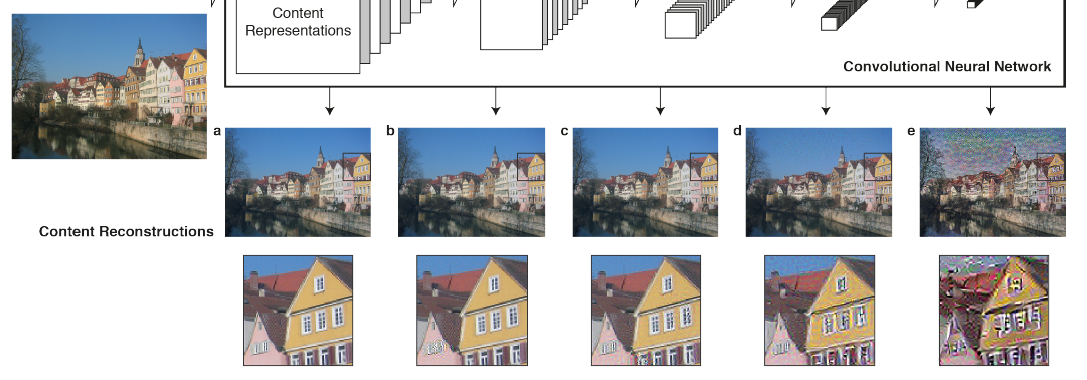 Content
Representations
Convolutional Neural Network
a
b
c
d
e
Content Reconstructions